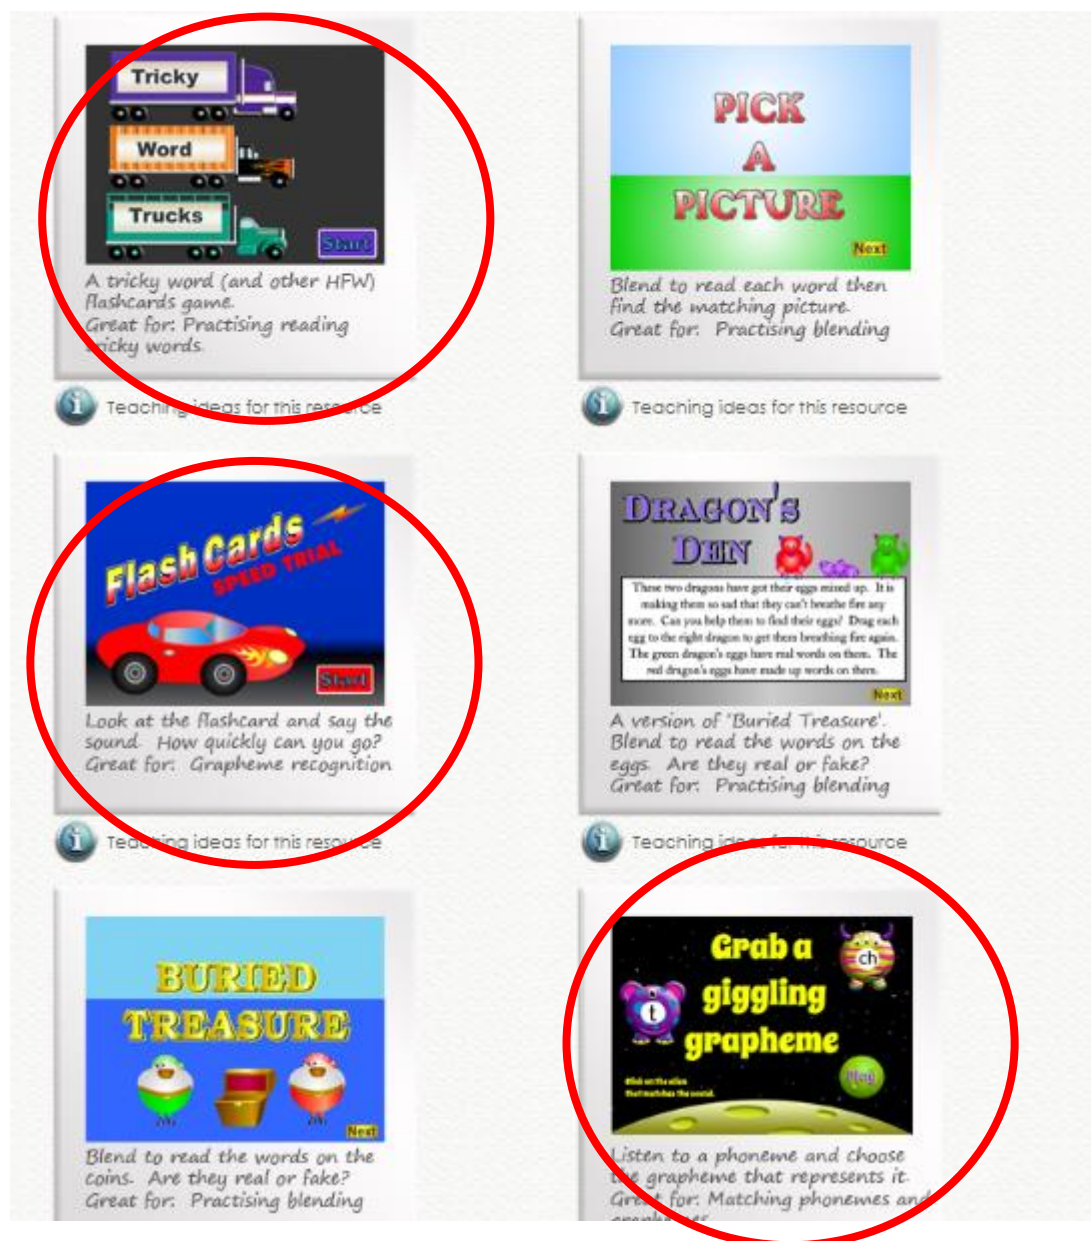 Tricky
Word
Trucks
Start
A tricky word (and other HFW)
flashcards game.
Great for: Practising reading
tricky words.
Teaching ideas for this resource
PICK
A
PICTURE
Next
Blend to read each word then
find the matching picture.
Great for: Practising blending
Teaching ideas for this resource
Flash Cards
SPEED TRIAL
Start
Look at the flashcard and say the
sound. How quickly can you go?
Great for: Grapheme recognition
Teaching ideas for this resource
DRAGON'S
DEN
These two dragons have got their eggs mixed up. It is
making them so sad that they can't breathe fire any
more. Can you help them to find their eggs? Drag each
egg to the right dragon to get them breathing fire again.
The green dragon's eggs have real words on them. The
red dragon's eggs have made up words on them.
Next
A version of 'Buried Treasure'.
Blend to read the words on the
eggs. Are they real or fake?
Great for: Practising blending
Teaching ideas for this resource
BURIED
TREASURE
Next
Blend to read the words on the
coins. Are they real or fake?
Great for: Practising blending
Grab a
giggling
grapheme
ch
t
Play
Click on the alien
that matches the sound.
Listen to a phoneme and choose
the grapheme that represents it.
Great for: Matching phonemes and
graphemes